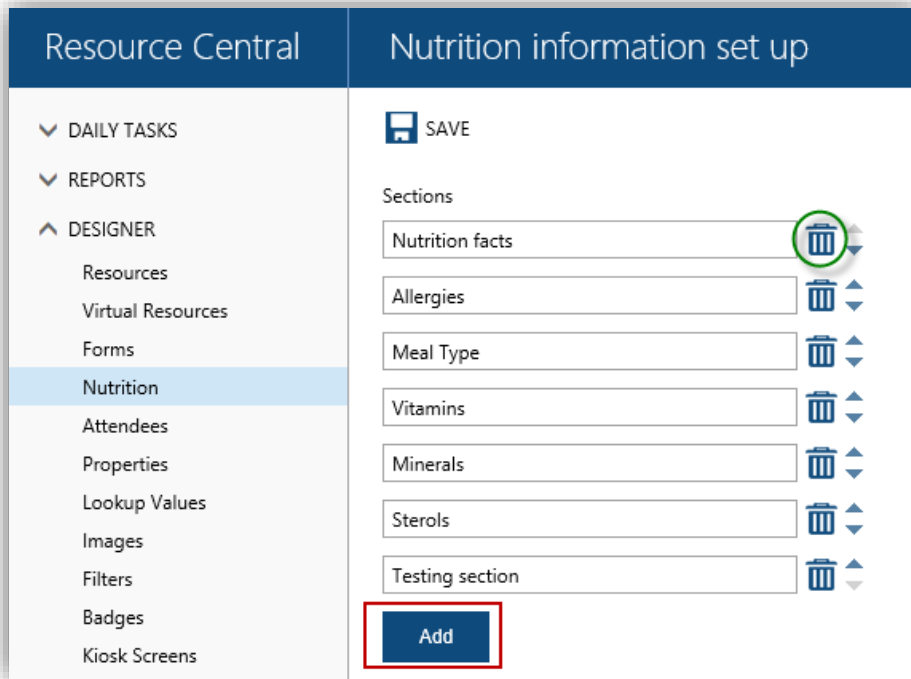 Resource Central
Nutrition information set up
DAILY TASKS
REPORTS
DESIGNER
Resources
Virtual Resources
Forms
Nutrition
Attendees
Properties
Lookup Values
Images
Filters
Badges
Kiosk Screens
SAVE
Sections
Nutrition facts
Allergies
Meal Type
Vitamins
Minerals
Sterols
Testing section
Add